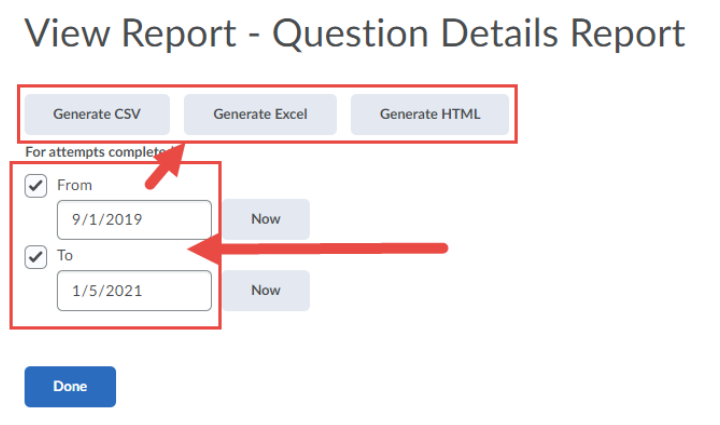 View Report - Question Details Report
Generate CSV Generate Excel Generate HTML
For attempts completed
From
9/1/2019 Now
To
1/5/2021 Now
Done